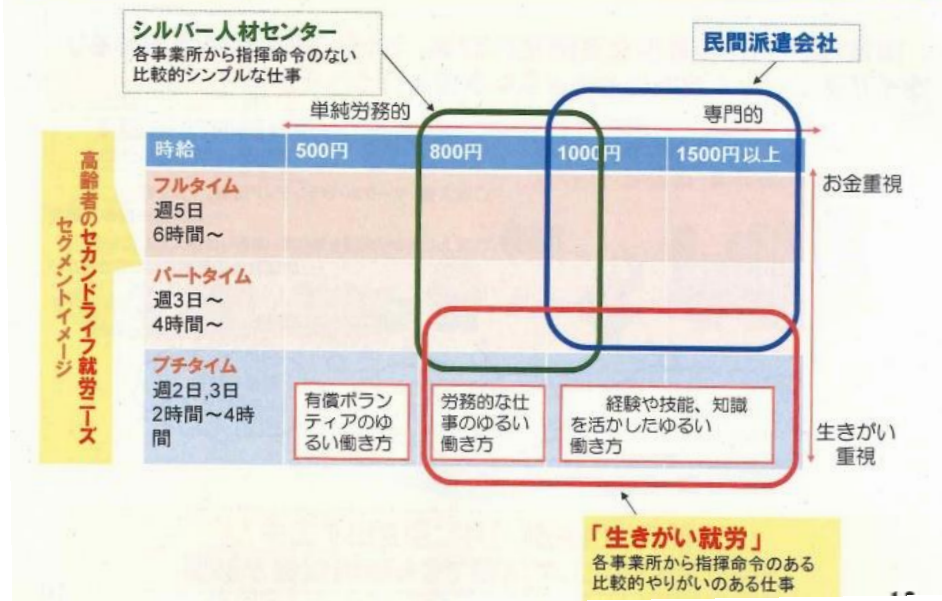 シルバー人材センター
各事業所から指揮命令のない
比較的シンプルな仕事
民間派遣会社
単純労務的
専門的
高齢者のセカンドライフ就労ニーズ
セグメントイメージ
時給
500円
800円
1000円
1500円以上
お金重視
フルタイム
週5日
6時間～
パートタイム
週3日～
4時間～
プチタイム
週2日,3日
2時間～4時
間
有償ボラン
ティアのゆ
るい働き方
労務的な仕
事のゆるい
働き方
経験や技能、知識
を活かしたゆるい
働き方
生きがい
重視
「生きがい就労」
各事業所から指揮命令のある
比較的やりがいのある仕事